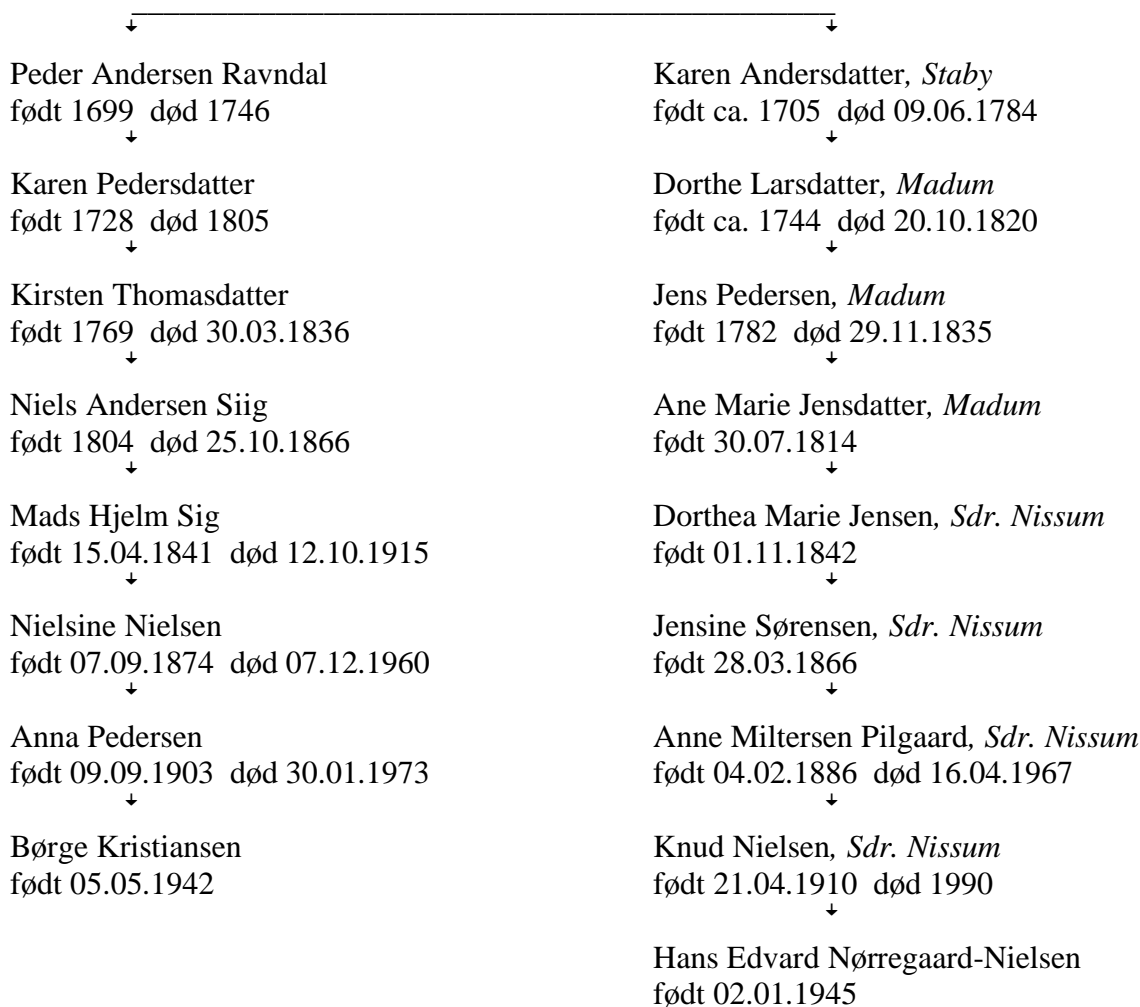 Peder Andersen Ravndal
født 1699 død 1746
Karen Pedersdatter
født 1728 død 1805
Kirsten Thomasdatter
født 1769 død 30.03.1836
Niels Andersen Siig
født 1804 død 25.10.1866
Mads Hjelm Sig
født 15.04.1841 død 12.10.1915
Nielsine Nielsen
født 07.09.1874 død 07.12.1960
Anna Pedersen
født 09.09.1903 død 30.01.1973
Børge Kristiansen
født 05.05.1942
Karen Andersdatter, Staby
født ca. 1705 død 09.06.1784
Dorthe Larsdatter, Madum
født ca. 1744 død 20.10.1820
Jens Pedersen, Madum
født 1782 død 29.11.1835
Ane Marie Jensdatter, Madum
født 30.07.1814
Dorthea Marie Jensen, Sdr. Nissum
født 01.11.1842
Jensine Sørensen, Sdr. Nissum
født 28.03.1866
Anne Miltersen Pilgaard, Sdr. Nissum
født 04.02.1886 død 16.04.1967
Knud Nielsen, Sdr. Nissum
født 21.04.1910 død 1990
Hans Edvard Nørregaard-Nielsen
født 02.01.1945